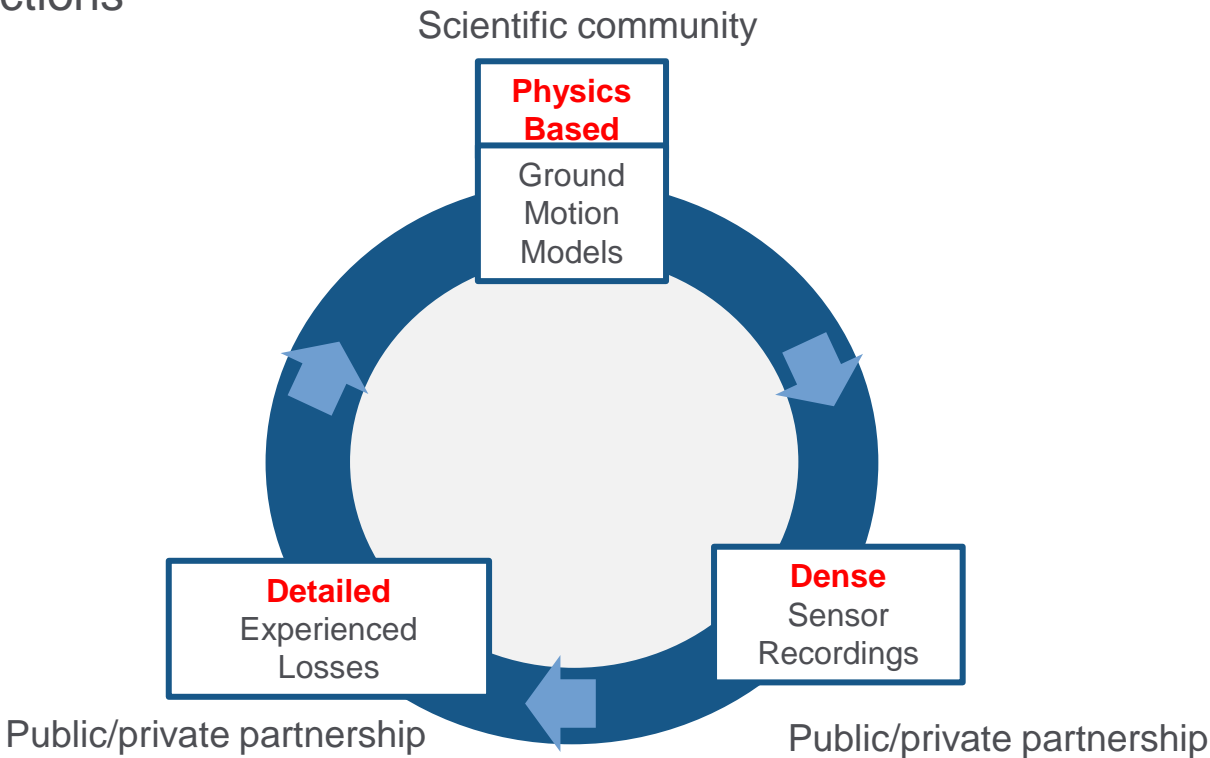 Scientific community
Physics
Based
Ground
Motion
Models
Detailed
Experienced
Losses
Dense
Sensor
Recordings
Public/private partnership
Public/private partnership